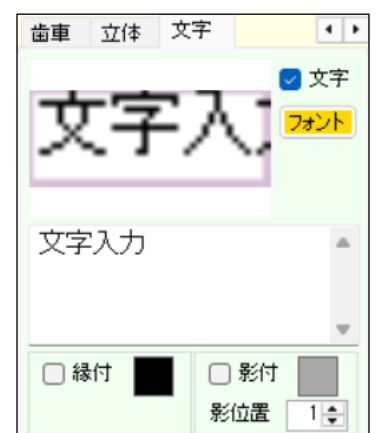 歯車 立体 文字
文字
文字入力
フォント
文字入力
縁付 影付
影位置 1